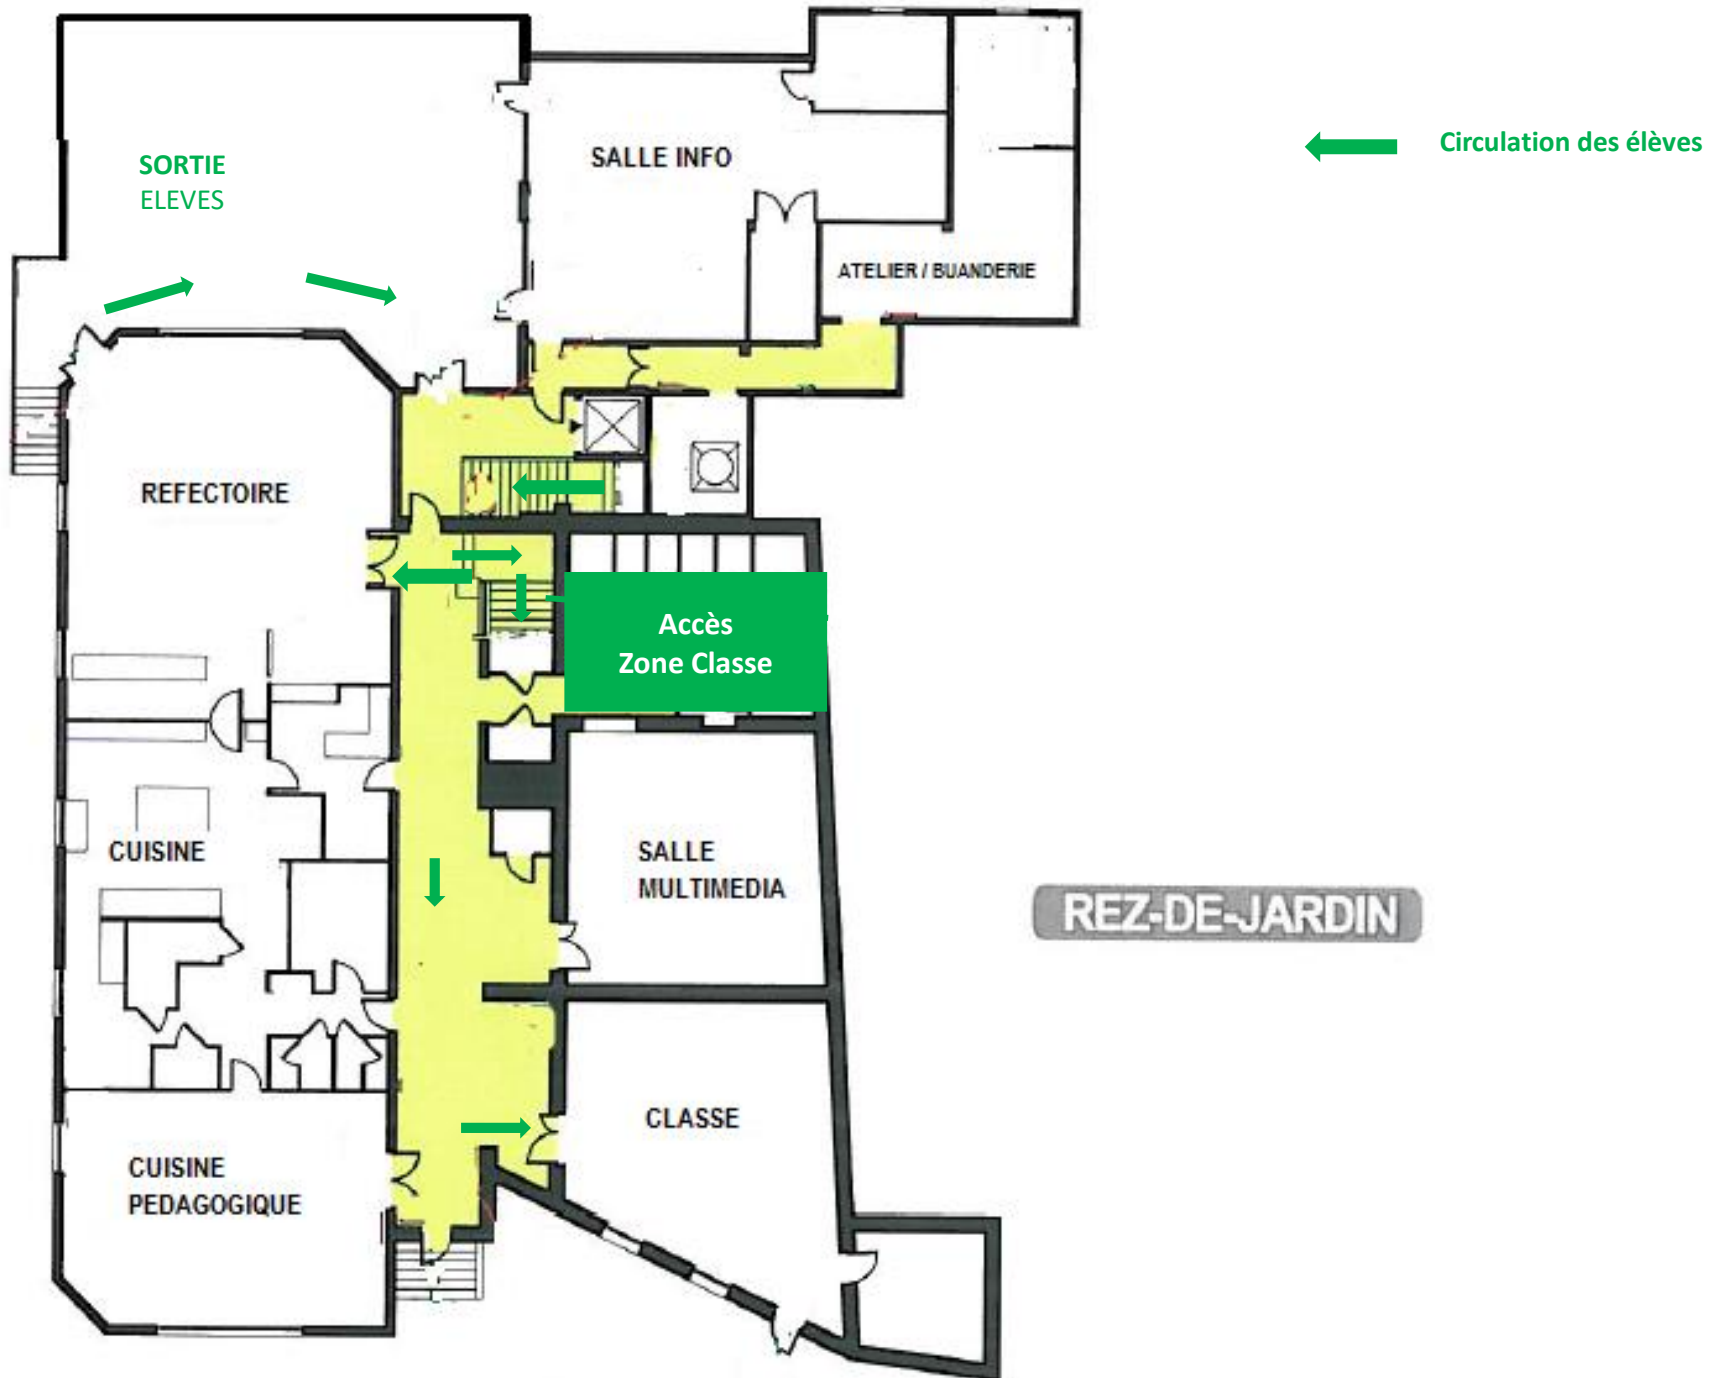 SORTIE
ELEVES
SALLE INFO
Circulation des élèves
ATELIER / BUANDERIE
REFECTOIRE
Accès
Zone Classe
CUISINE
SALLE
MULTIMEDIA
REZ-DE-JARDIN
CLASSE
CUISINE
PEDAGOGIQUE